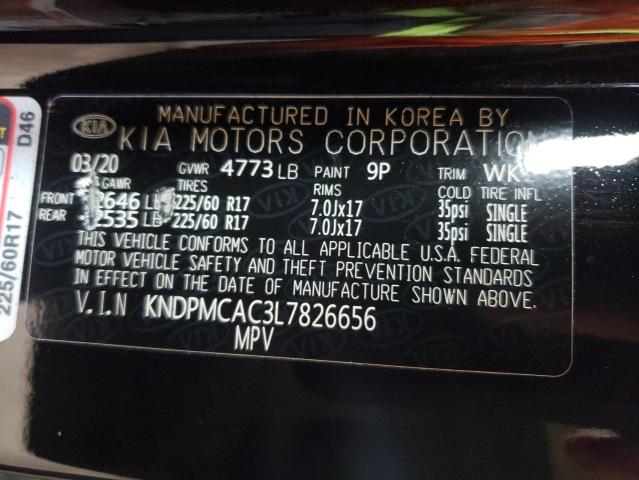 MANUFACTURED IN KOREA BY
KIA KIA MOTORS CORPORATION
03/20 GVWR 4773 LB PAINT 9P TRIM WK
GAWR TIRES RIMS COLD TIRE INFL
FRONT 2646 LB 225/60 R17 7.0Jx17 35psi SINGLE
REAR 2535 LB 225/60 R17 7.0Jx17 35psi SINGLE
THIS VEHICLE CONFORMS TO ALL APPLICABLE U.S.A. FEDERAL
MOTOR VEHICLE SAFETY AND THEFT PREVENTION STANDARDS
IN EFFECT ON THE DATE OF MANUFACTURE SHOWN ABOVE.
V.I.N KNDPMCAC3L7826656
MPV
D46
225/60R17